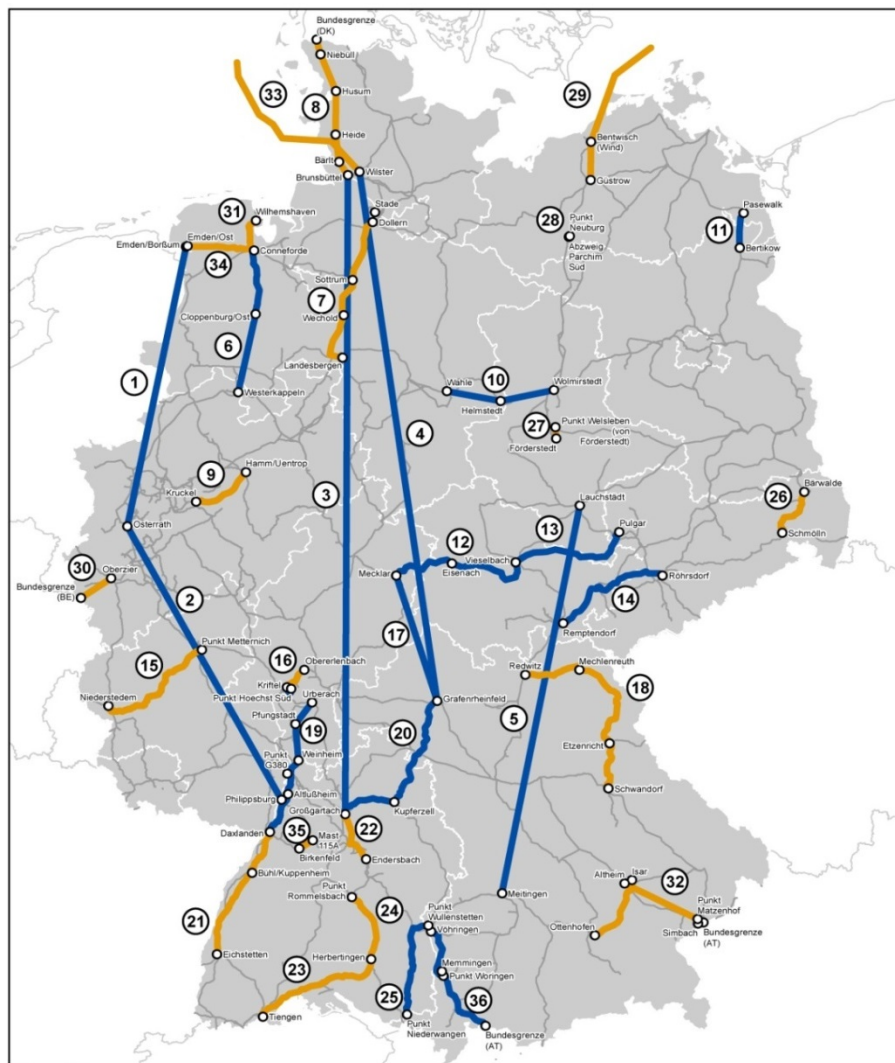 Bundesgrenze
(DK)
Niebüll
33
8
Husum
29
Heide
Bentwisch
(Wind)
Bärlt
Wilster
Brunsbüttel
Güstrow
31
Wilhemshaven
Stade
Dollern
28
Punkt
Neuburg
Abzweig
Parchim
Süd
11
Pasewalk
Bertikow
Emden/Ost
Emden/Borßum
34
Conneforde
Sottrum
7
Wechold
Cloppenburg/Ost
6
Landesbergen
1
Westerkappeln
Wahle
10
Wolmirstedt
Helmstedt
4
27
Punkt Welsleben
(von
Förderstedt)
Förderstedt
9
Hamm/Uentrop
Kruckel
3
Lauchstädt
26
Bärwalde
Schmölln
Osterrath
13
Pulgar
12
Vieselbach
Eisenach
Mecklar
30
Oberzier
Bundesgrenze
(BE)
14
Röhrsdorf
Remptendorf
2
17
15
Punkt Metternich
16
Obererlenbach
Kriftel
Punkt Hoechst Süd
Niederstedem
Urberach
Pfungstadt
19
Redwitz
Mechlenreuth
18
Grafenrheinfeld
20
5
Etzenricht
Weinheim
Punkt
G380
Schwandorf
Altlußheim
Philippsburg
Großgartach
Kupferzell
Daxlanden
35
Mast
115A
Birkenfeld
22
Endersbach
Bühl/Kuppenheim
Punkt
Rommelsbach
24
Meitingen
Isar
Altheim
32
Punkt
Matzenhof
Simbach
Bundesgrenze
(AT)
Ottenhofen
21
Punkt
Wullenstetten
Vöhringen
Eichstetten
Herbertingen
23
Memmingen
Punkt Woringen
25
36
Tiengen
Punkt
Niederwangen
Bundesgrenze
(AT)